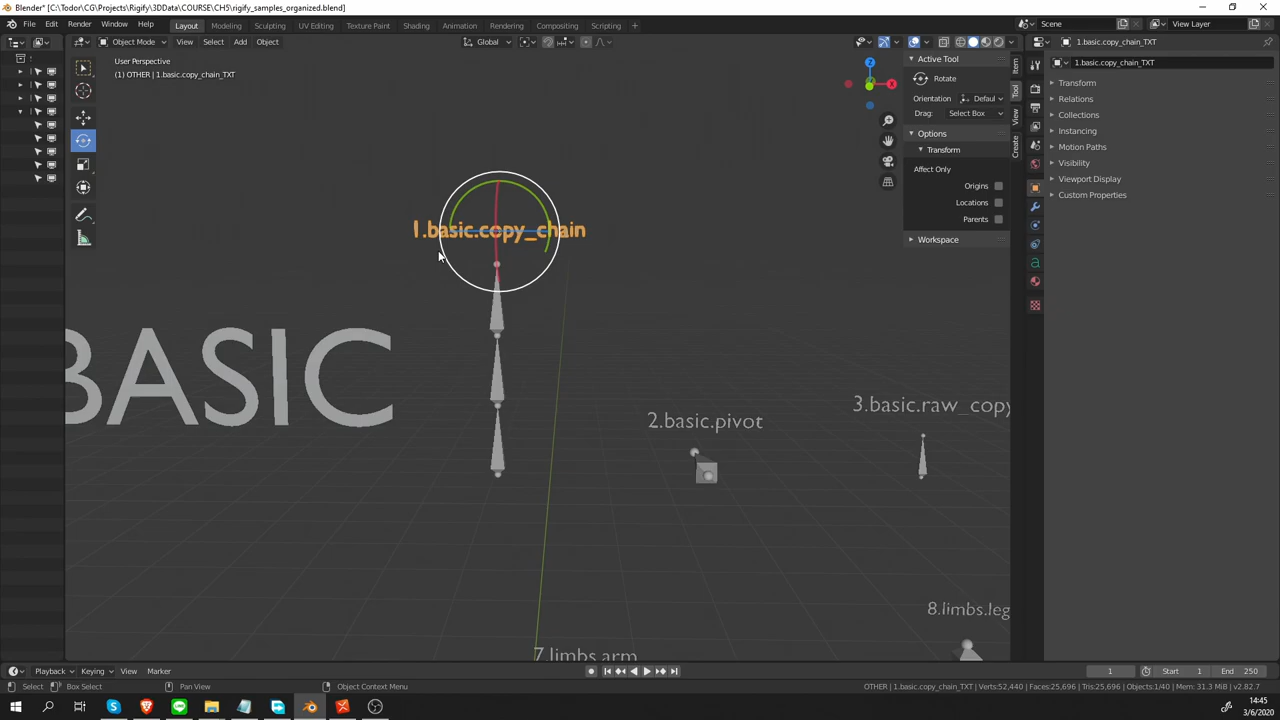 Blender* [C:\Todor\CG\Projects\Rigify\3DData\COURSE\CH5\rigify_samples_organized.blend]
File Edit Render Window Help Layout Modeling Sculpting UV Editing Texture Paint Shading Animation Rendering Compositing Scripting + Scene View Layer
Object Mode View Select Add Object Global 1.basic.copy_chain_TXT
User Perspective
(1) OTHER | 1.basic.copy_chain_TXT
Z
X
Active Tool
Rotate
Orientation Defaul
Drag: Select Box
Options
Transform
Affect Only
Origins
Locations
Parents
Workspace
Item
Tool
View
Create
1.basic.copy_chain_TXT
Transform
Relations
Collections
Instancing
Motion Paths
Visibility
Viewport Display
Custom Properties
1.basic.copy_chain
BASIC
2.basic.pivot
3.basic.raw_copy
8.limbs.leg
7.limbs.arm
Playback Keying View Marker 1 Start 1 End 250
Select Box Select Pan View Object Context Menu OTHER | 1.basic.copy_chain_TXT | Verts:52,440 | Faces:25,696 | Tris:25,696 | Objects:1/40 | Mem: 31.3 MiB | v2.82.7
14:45
3/6/2020